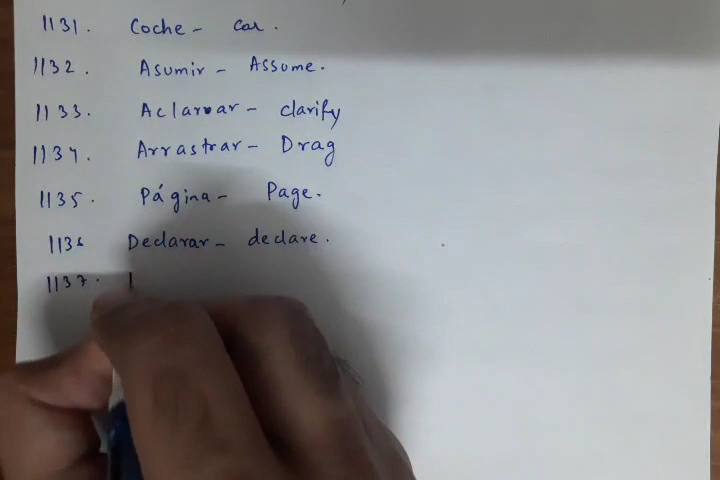 1131. Coche - car.
1132. Asumir - Assume.
1133. Aclarar - clarify
1134. Arrastrar - Drag
1135. Página - Page.
1136 Declarar - declare.
1137.